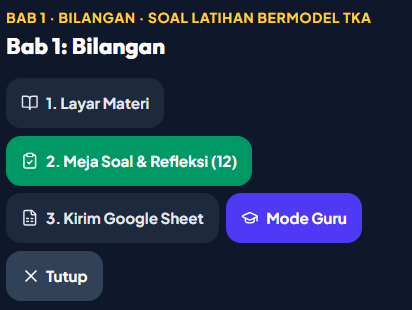 BAB 1 · BILANGAN · SOAL LATIHAN BERMODEL TKA
Bab 1: Bilangan
1. Layar Materi
2. Meja Soal & Refleksi (12)
3. Kirim Google Sheet
Mode Guru
Tutup